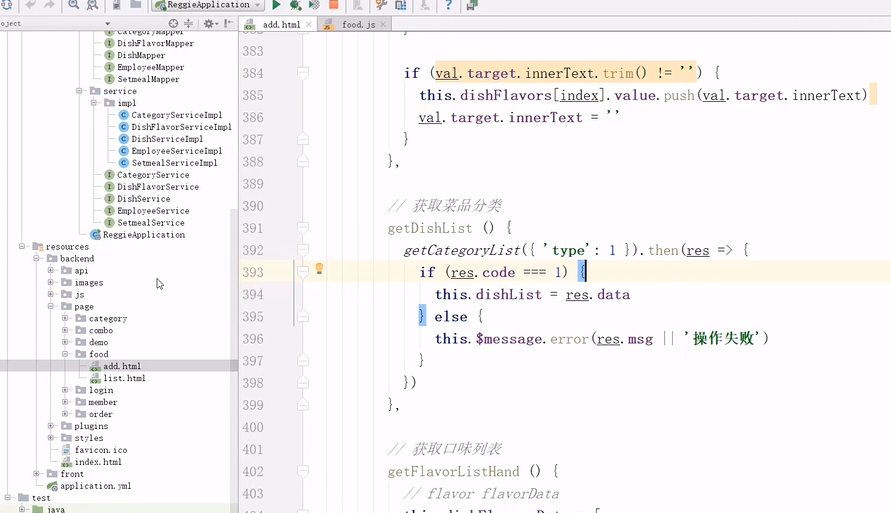 ReggieApplication
oject
add.html
food.js
CategoryMapper
DishFlavorMapper
DishMapper
EmployeeMapper
SetmealMapper
service
impl
CategoryServiceImpl
DishFlavorServiceImpl
DishServiceImpl
EmployeeServiceImpl
SetmealServiceImpl
CategoryService
DishFlavorService
DishService
EmployeeService
SetmealService
ReggieApplication
resources
backend
api
images
js
page
category
combo
demo
food
add.html
list.html
login
member
order
plugins
styles
favicon.ico
index.html
front
application.yml
test
java
382 }
383
384 if (val.target.innerText.trim() != '') {
385 this.dishFlavors[index].value.push(val.target.innerText)
386 val.target.innerText = ''
387 }
388 },
389
390 // 获取菜品分类
391 getDishList () {
392 getCategoryList({ 'type': 1 }).then(res => {
393 if (res.code === 1) {
394 this.dishList = res.data
395 } else {
396 this.$message.error(res.msg || '操作失败')
397 }
398 })
399 },
400
401 // 获取口味列表
402 getFlavorListHand () {
403 // flavor flavorData